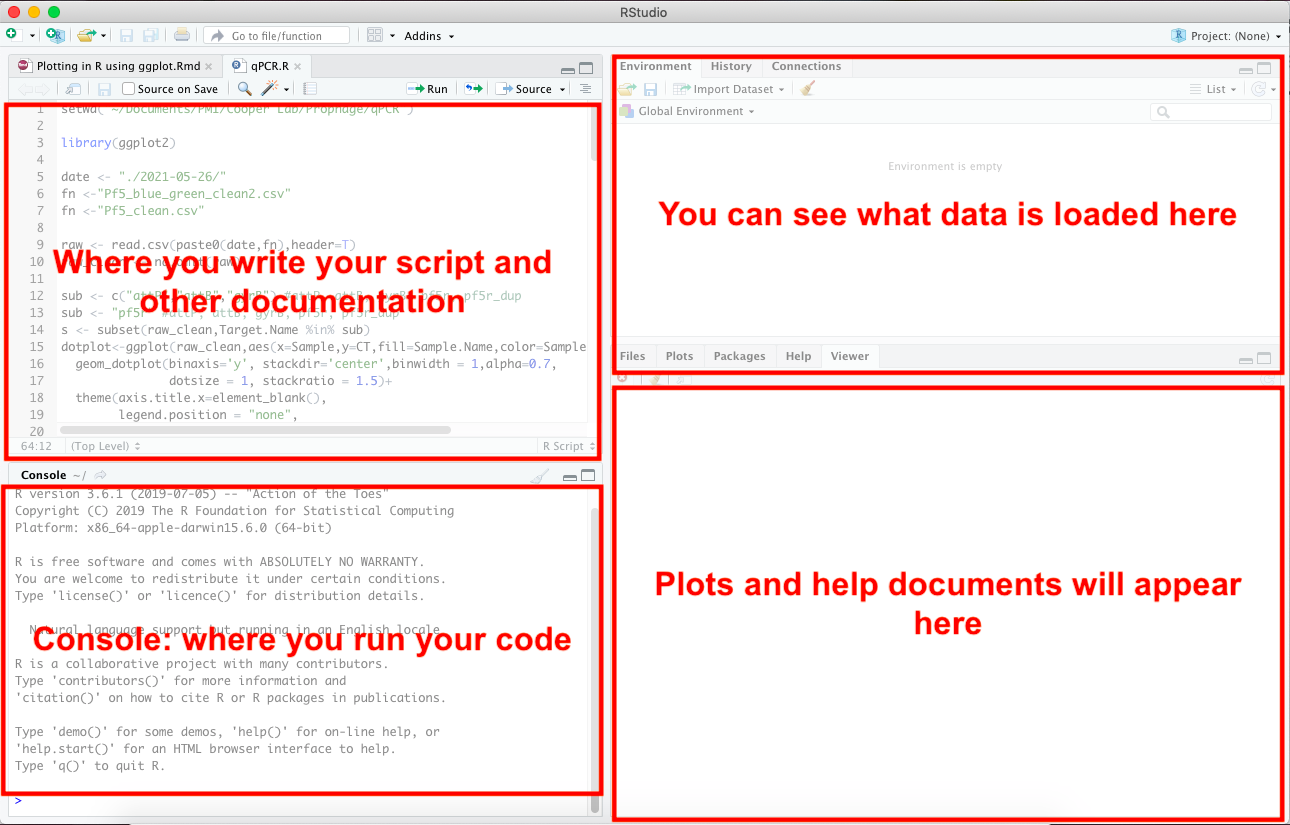 RStudio
Go to file/function
Addins
Project: (None)
Plotting in R using ggplot.Rmd
qPCR.R
Source on Save
Run
Source
1 setwd("~/Documents/PMI/Cooper Lab/Prophage/qPCR")
2
3 library(ggplot2)
4
5 date <- "./2021-05-26/"
6 fn <-"Pf5_blue_green_clean2.csv"
7 fn <-"Pf5_clean.csv"
8
9 raw <- read.csv(paste0(date,fn),header=T)
10
11
12 sub <- c("attP","attB","gyrB")
13 sub <- "pf5r"
14 s <- subset(raw_clean,Target.Name %in% sub)
15 dotplot<-ggplot(raw_clean,aes(x=Sample,y=CT,fill=Sample.Name,color=Sample
16 geom_dotplot(binaxis='y', stackdir='center',binwidth = 1,alpha=0.7,
17 dotsize = 1, stackratio = 1.5)+
18 theme(axis.title.x=element_blank(),
19 legend.position = "none",
20
Where you write your script and
other documentation
64:12 (Top Level) R Script
Console ~/
R version 3.6.1 (2019-07-05) -- "Action of the Toes"
Copyright (C) 2019 The R Foundation for Statistical Computing
Platform: x86_64-apple-darwin15.6.0 (64-bit)
R is free software and comes with ABSOLUTELY NO WARRANTY.
You are welcome to redistribute it under certain conditions.
Type 'license()' or 'licence()' for distribution details.
Natural language support but running in an English locale
Console: where you run your code
R is a collaborative project with many contributors.
Type 'contributors()' for more information and
'citation()' on how to cite R or R packages in publications.
Type 'demo()' for some demos, 'help()' for on-line help, or
'help.start()' for an HTML browser interface to help.
Type 'q()' to quit R.
>
Environment History Connections
Import Dataset List
Global Environment
Environment is empty
You can see what data is loaded here
Files Plots Packages Help Viewer
Plots and help documents will appear
here